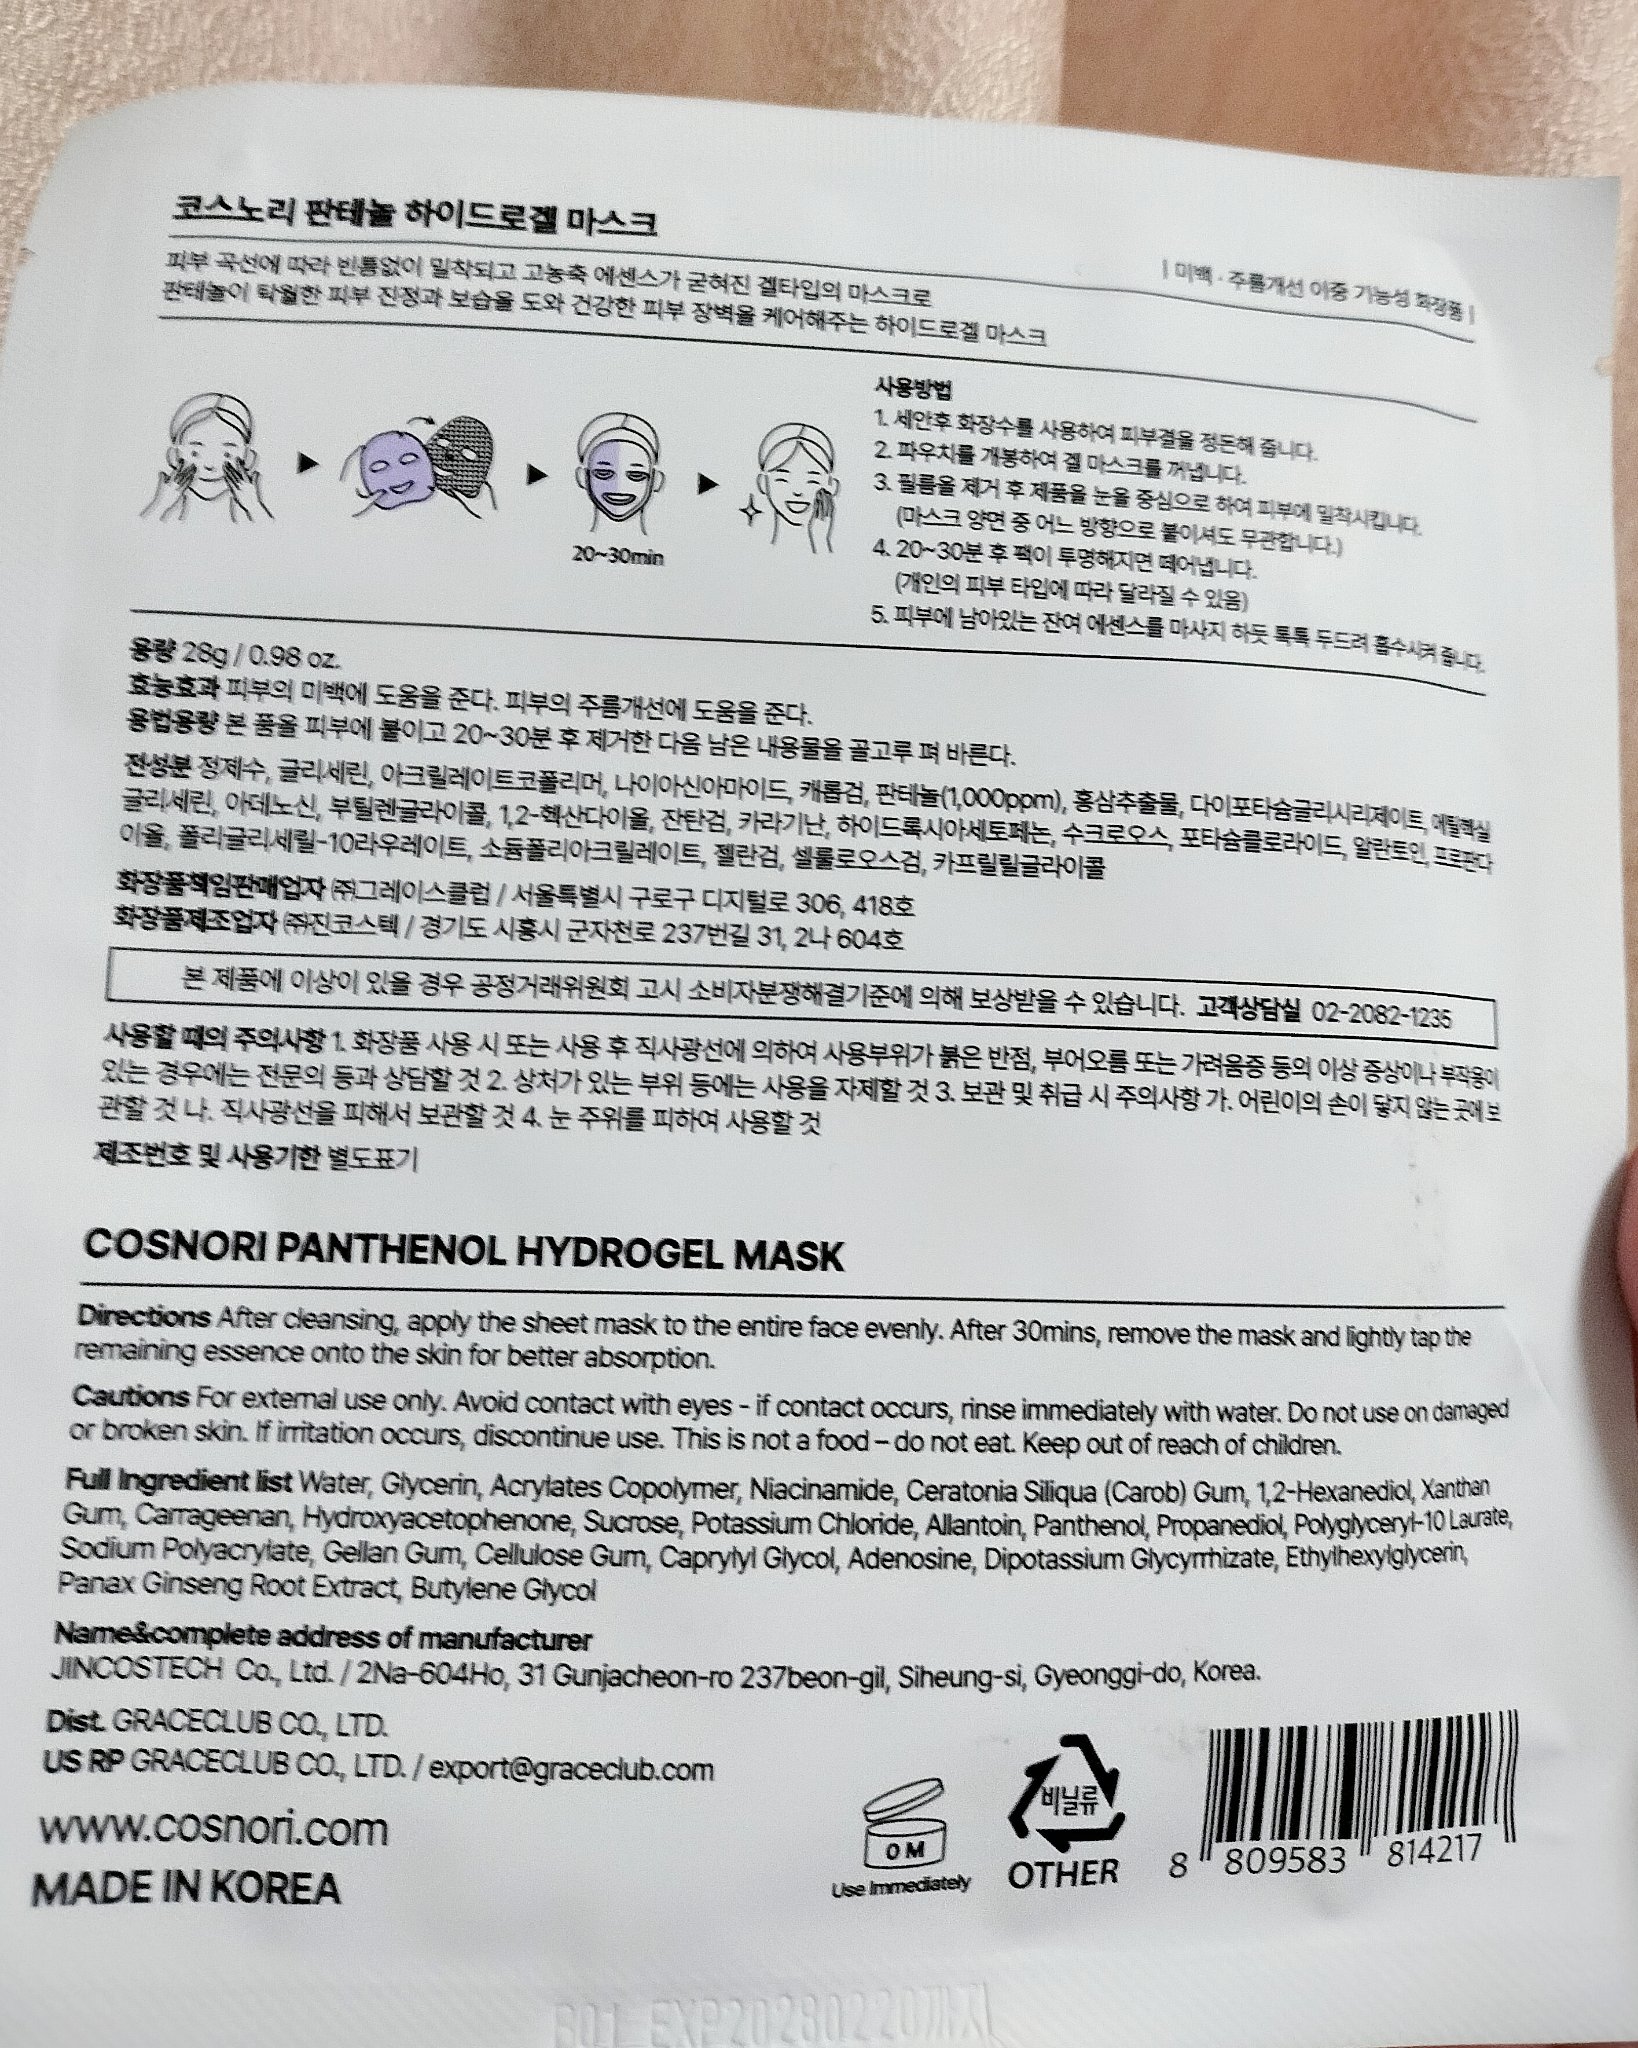 코스노리 판테놀 하이드로겔 마스크
| 미백 · 주름개선 이중 기능성 화장품 |
피부 곡선에 따라 빈틈없이 밀착되고 고농축 에센스가 굳혀진 겔타입의 마스크로
판테놀이 탁월한 피부 진정과 보습을 도와 건강한 피부 장벽을 케어해주는 하이드로겔 마스크
20~30min
사용방법
1. 세안후 화장수를 사용하여 피부결을 정돈해 줍니다.
2. 파우치를 개봉하여 겔 마스크를 꺼냅니다.
3. 필름을 제거 후 제품을 눈을 중심으로 하여 피부에 밀착시킵니다.
(마스크 양면 중 어느 방향으로 붙이셔도 무관합니다.)
4. 20~30분 후 팩이 투명해지면 떼어냅니다.
(개인의 피부 타입에 따라 달라질 수 있음)
5. 피부에 남아있는 잔여 에센스를 마사지 하듯 톡톡 두드려 흡수시켜 줍니다.
용량 28g / 0.98 oz.
효능효과 피부의 미백에 도움을 준다. 피부의 주름개선에 도움을 준다.
용법용량 본 품을 피부에 붙이고 20~30분 후 제거한 다음 남은 내용물을 골고루 펴 바른다.
전성분 정제수, 글리세린, 아크릴레이트코폴리머, 나이아신아마이드, 캐롭검, 판테놀(1,000ppm), 홍삼추출물, 다이포타슘글리시리제이트, 에틸헥실
글리세린, 아데노신, 부틸렌글라이콜, 1,2-헥산다이올, 잔탄검, 카라기난, 하이드록시아세토페논, 수크로오스, 포타슘클로라이드, 알란토인, 프로판다
이올, 폴리글리세릴-10라우레이트, 소듐폴리아크릴레이트, 젤란검, 셀룰로오스검, 카프릴릴글라이콜
화장품책임판매업자 ㈜그레이스클럽 / 서울특별시 구로구 디지털로 306, 418호
화장품제조업자 ㈜진코스텍 / 경기도 시흥시 군자천로 237번길 31, 2나 604호
본 제품에 이상이 있을 경우 공정거래위원회 고시 소비자분쟁해결기준에 의해 보상받을 수 있습니다. 고객상담실 02-2082-1235
사용할 때의 주의사항 1. 화장품 사용 시 또는 사용 후 직사광선에 의하여 사용부위가 붉은 반점, 부어오름 또는 가려움증 등의 이상 증상이나 부작용이
있는 경우에는 전문의 등과 상담할 것 2. 상처가 있는 부위 등에는 사용을 자제할 것 3. 보관 및 취급 시 주의사항 가. 어린이의 손이 닿지 않는 곳에 보
관할 것 나. 직사광선을 피해서 보관할 것 4. 눈 주위를 피하여 사용할 것
제조번호 및 사용기한 별도표기
COSNORI PANTHENOL HYDROGEL MASK
Directions After cleansing, apply the sheet mask to the entire face evenly. After 30mins, remove the mask and lightly tap the
remaining essence onto the skin for better absorption.
Cautions For external use only. Avoid contact with eyes - if contact occurs, rinse immediately with water. Do not use on damaged
or broken skin. If irritation occurs, discontinue use. This is not a food – do not eat. Keep out of reach of children.
Full Ingredient list Water, Glycerin, Acrylates Copolymer, Niacinamide, Ceratonia Siliqua (Carob) Gum, 1,2-Hexanediol, Xanthan
Gum, Carrageenan, Hydroxyacetophenone, Sucrose, Potassium Chloride, Allantoin, Panthenol, Propanediol, Polyglyceryl-10 Laurate,
Sodium Polyacrylate, Gellan Gum, Cellulose Gum, Caprylyl Glycol, Adenosine, Dipotassium Glycyrrhizate, Ethylhexylglycerin,
Panax Ginseng Root Extract, Butylene Glycol
Name&complete address of manufacturer
JINCOSTECH Co., Ltd. / 2Na-604Ho, 31 Gunjacheon-ro 237beon-gil, Siheung-si, Gyeonggi-do, Korea.
Dist. GRACECLUB CO., LTD.
US RP GRACECLUB CO., LTD. / export@graceclub.com
www.cosnori.com
MADE IN KOREA
0 M
Use Immediately
비닐류
OTHER
8 809583 814217
B01 EXP20280220까지